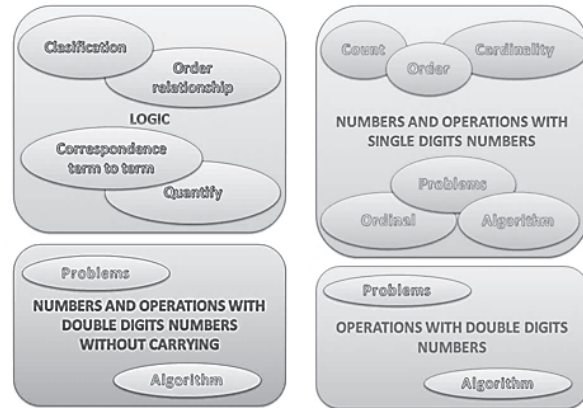 Clasification
Order
relationship
LOGIC
Correspondence
term to term
Quantify
Count
Cardinality
Order
NUMBERS AND OPERATIONS WITH
SINGLE DIGITS NUMBERS
Problems
Ordinal
Algorithm
Problems
NUMBERS AND OPERATIONS WITH
DOUBLE DIGITS NUMBERS
WITHOUT CARRYING
Algorithm
Problems
OPERATIONS WITH DOUBLE DIGITS
NUMBERS
Algorithm